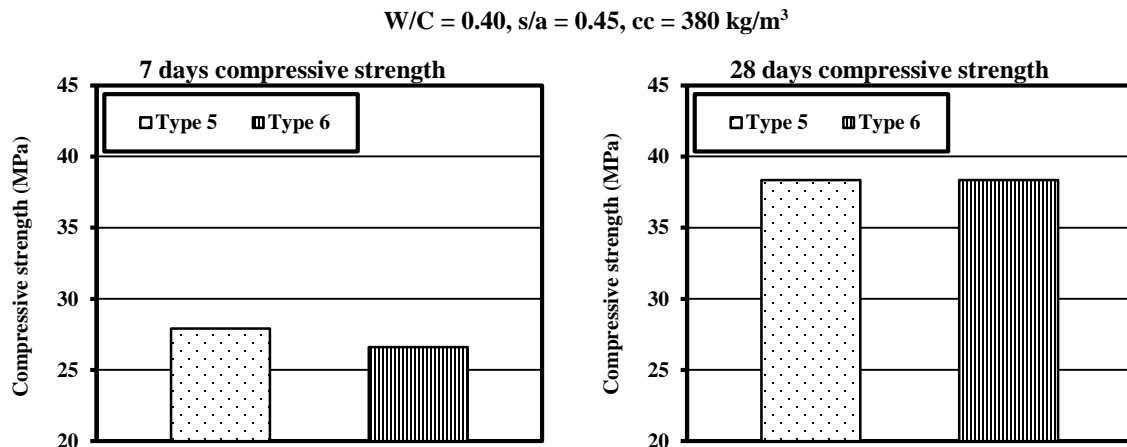 W/C = 0.40, s/a = 0.45, cc = 380 kg/m³
7 days compressive strength
Compressive strength (MPa)
45
40
35
30
25
20
Type 5 Type 6
28 days compressive strength
Compressive strength (MPa)
45
40
35
30
25
20
Type 5 Type 6